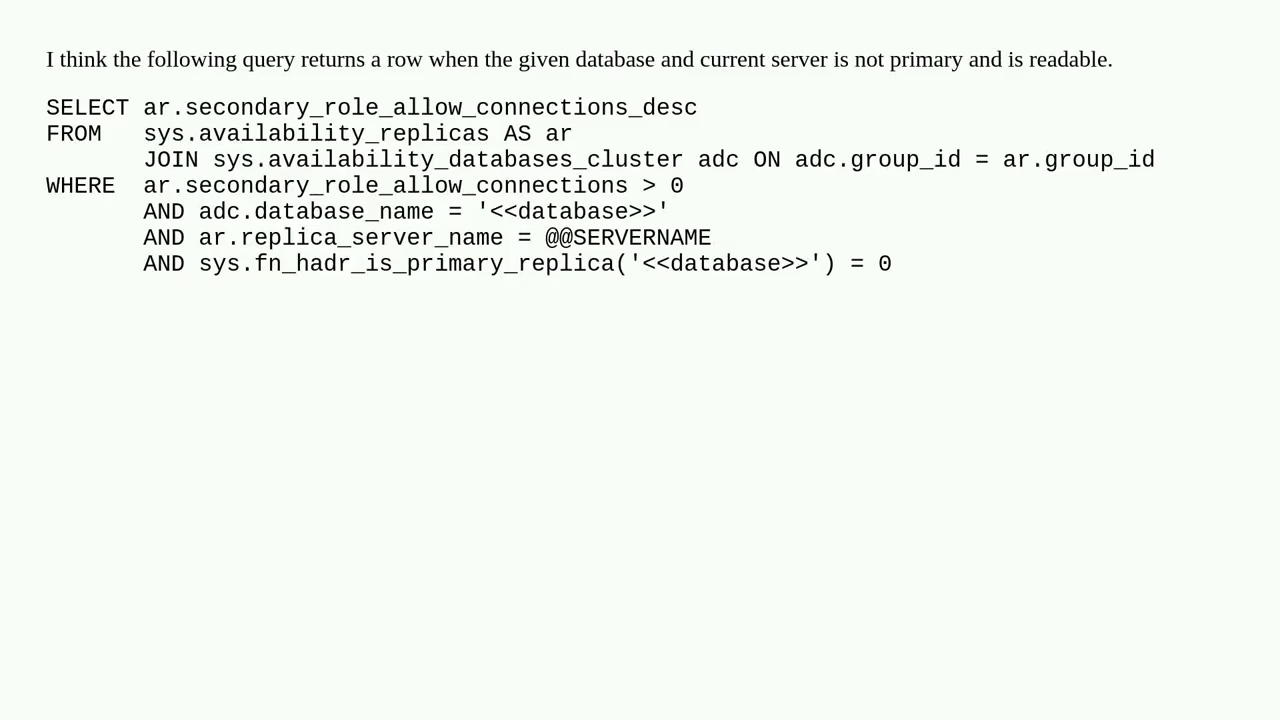 I think the following query returns a row when the given database and current server is not primary and is readable.
SELECT ar.secondary_role_allow_connections_desc
FROM   sys.availability_replicas AS ar
       JOIN sys.availability_databases_cluster adc ON adc.group_id = ar.group_id
WHERE  ar.secondary_role_allow_connections > 0
       AND adc.database_name = '<<database>>'
       AND ar.replica_server_name = @@SERVERNAME
       AND sys.fn_hadr_is_primary_replica('<<database>>') = 0